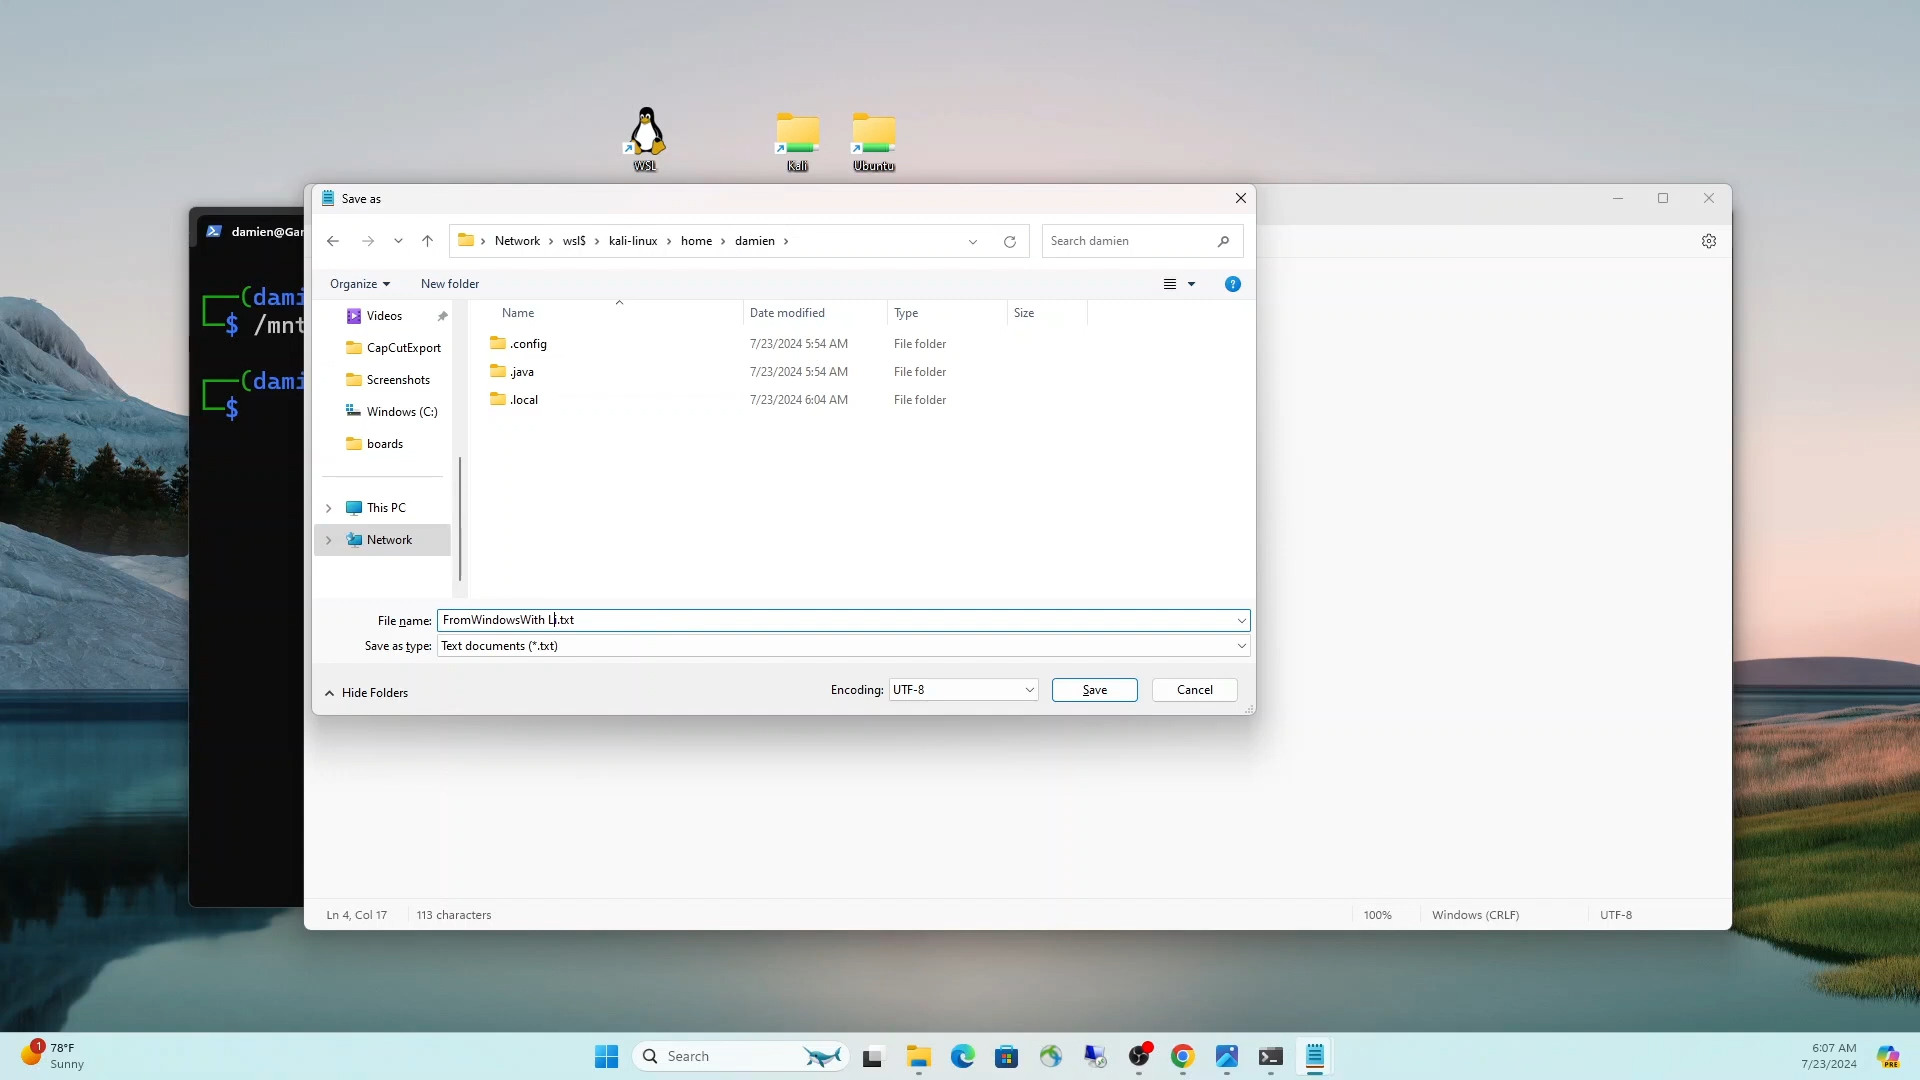 WSL
Kali
Ubuntu
Save as
damien@Gar
Network > wsl$ > kali-linux > home > damien >
Search damien
Organize
New folder
Name
Date modified
Type
Size
Videos
CapCutExport
Screenshots
Windows (C:)
boards
This PC
Network
.config 7/23/2024 5:54 AM File folder
.java 7/23/2024 5:54 AM File folder
.local 7/23/2024 6:04 AM File folder
┌──(dami
└─$ /mnt
┌──(dami
└─$
File name: FromWindowsWith Li.txt
Save as type: Text documents (*.txt)
Hide Folders
Encoding: UTF-8
Save
Cancel
Ln 4, Col 17
113 characters
100%
Windows (CRLF)
UTF-8
1
78°F
Sunny
Search
PRE
6:07 AM
7/23/2024